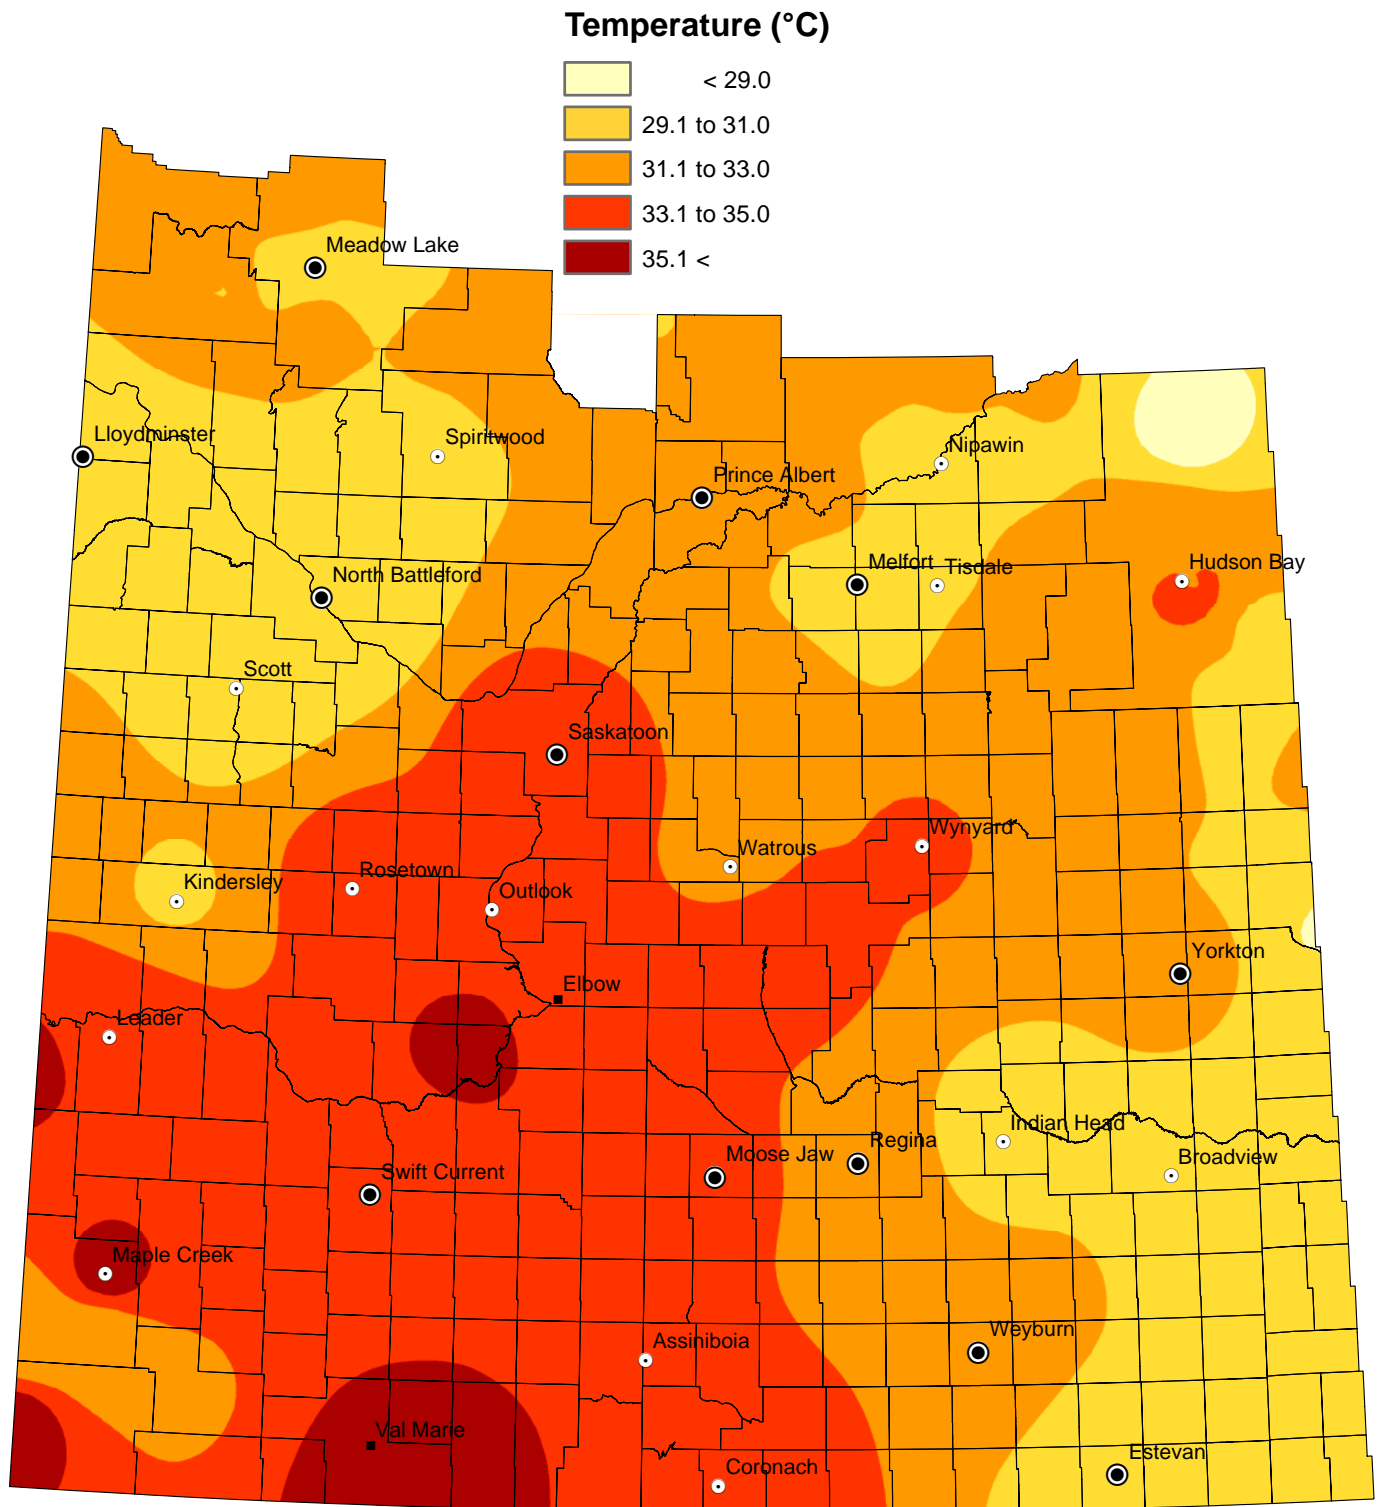 Temperature (°C)
< 29.0
29.1 to 31.0
31.1 to 33.0
33.1 to 35.0
35.1 <
Meadow Lake
Lloydminster
Spiritwood
Nipawin
Prince Albert
Hudson Bay
Melfort
Tisdale
North Battleford
Scott
Saskatoon
Wynyard
Watrous
Rosetown
Kindersley
Outlook
Yorkton
Elbow
Leader
Indian Head
Regina
Moose Jaw
Broadview
Swift Current
Maple Creek
Weyburn
Assiniboia
Val Marie
Estevan
Coronach